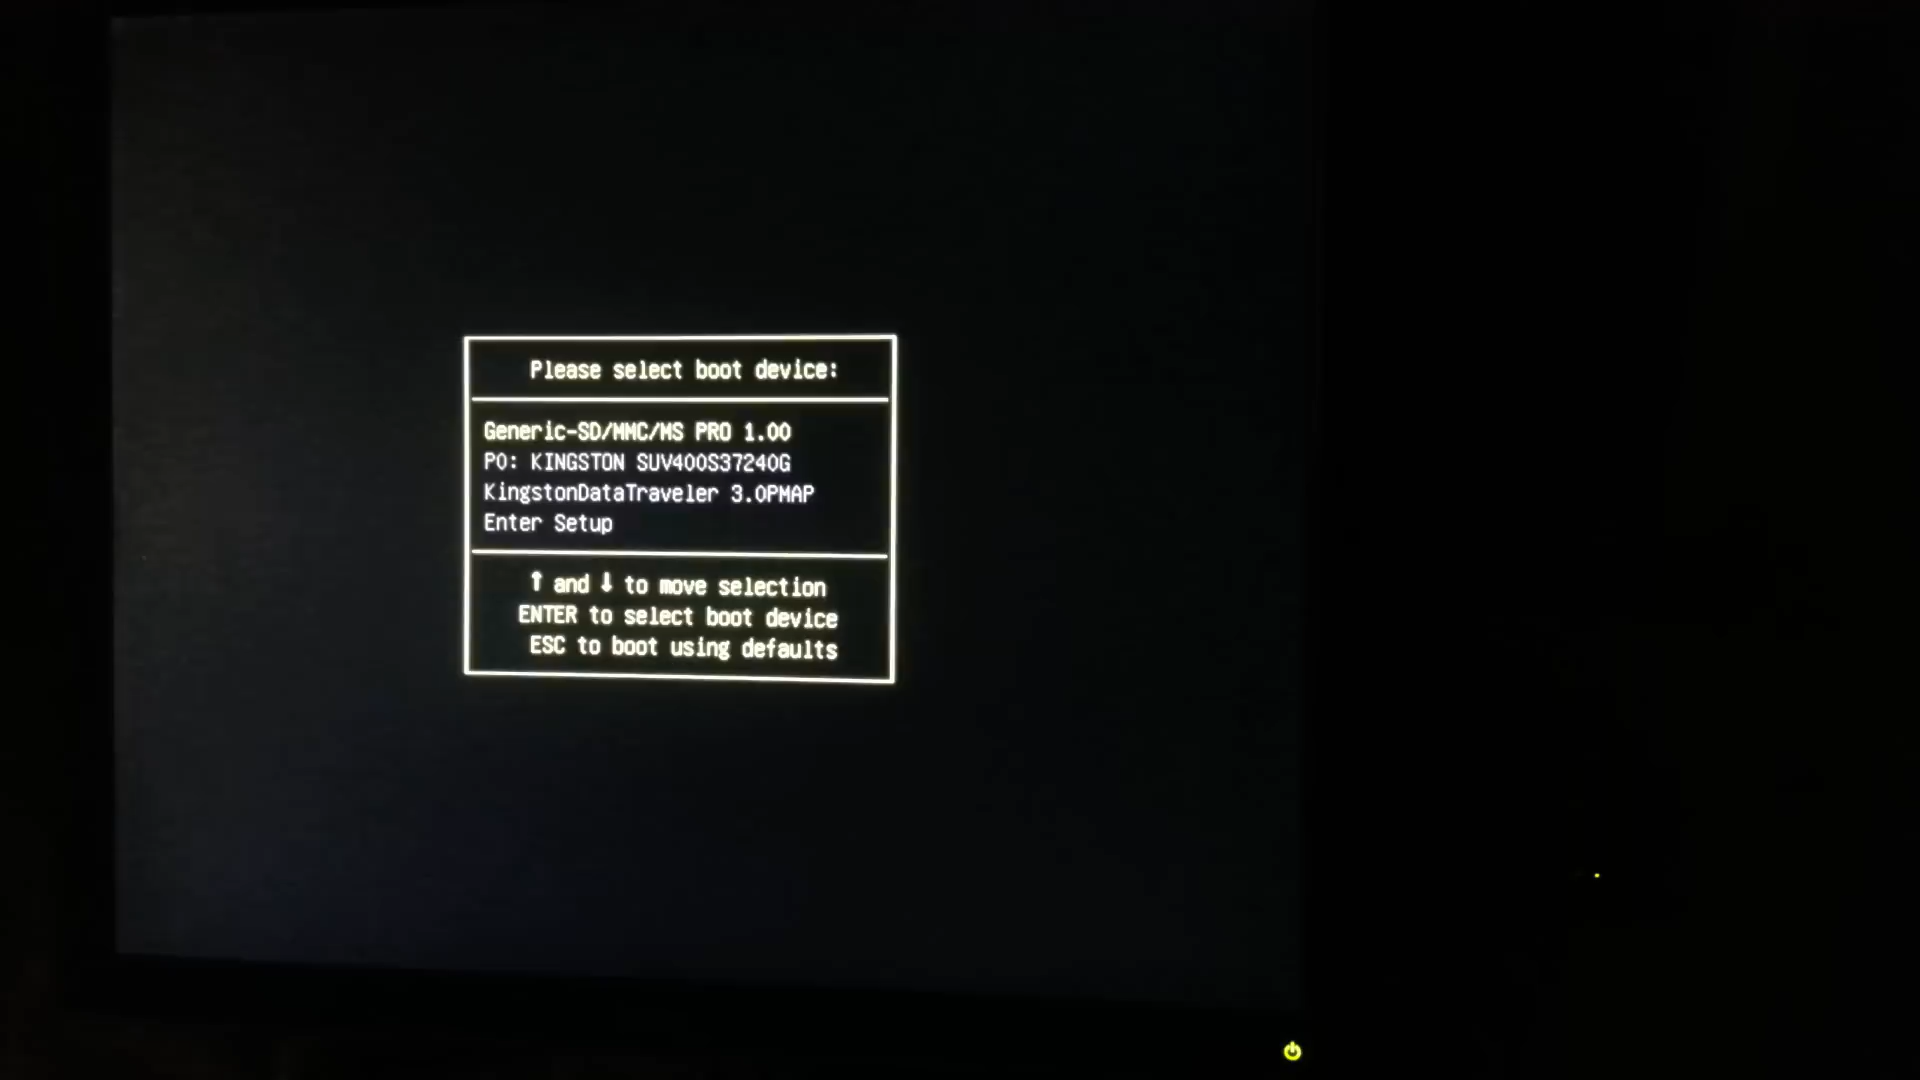 Please select boot device:
Generic-SD/MMC/MS PRO 1.00
P0: KINGSTON SUV400S37240G
KingstonDataTraveler 3.0PMAP
Enter Setup
↑ and ↓ to move selection
ENTER to select boot device
ESC to boot using defaults